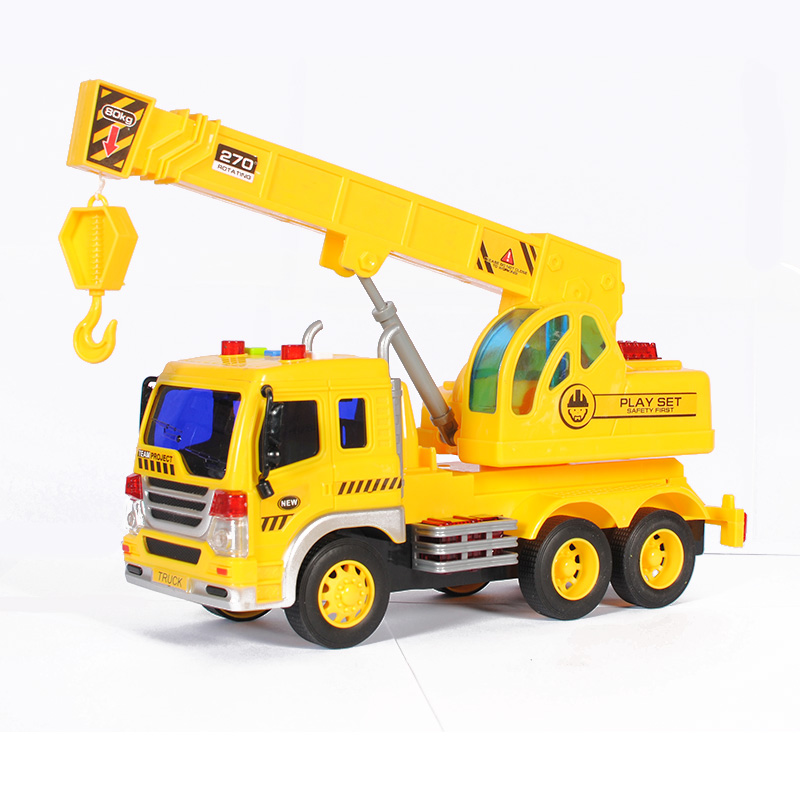 80kg
270°
ROTATING
PLAY SET
SAFETY FIRST
TEAM PROJECT
NEW
TRUCK